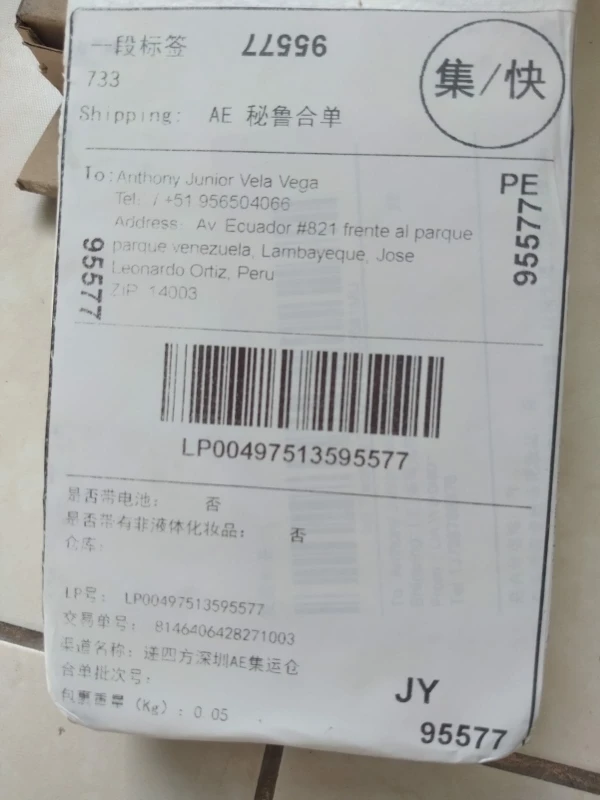 一段标签
95577
733
集/快
Shipping: AE 秘鲁合单
To: Anthony Junior Vela Vega
Tel: / +51 956504066
Address: Av Ecuador #821 frente al parque
parque venezuela, Lambayeque, Jose
Leonardo Ortiz, Peru
ZIP: 14003
PE
95577
95577
LP00497513595577
是否带电池: 否
是否带有非液体化妆品: 否
仓库:
LP号: LP00497513595577
交易单号: 8146406428271003
渠道名称: 递四方深圳AE集运仓
合单批次号:
包裹重量 (Kg) : 0.05
JY
95577